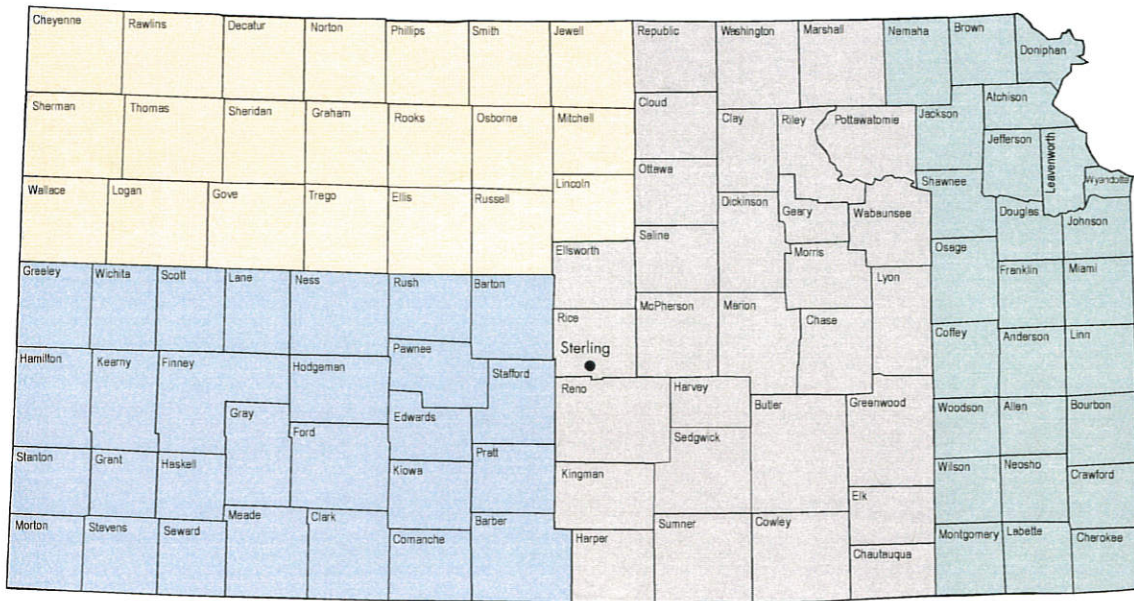 Cheyenne
Rawlins
Decatur
Norton
Phillips
Smith
Jewell
Republic
Washington
Marshall
Nemaha
Brown
Doniphan
Sherman
Thomas
Sheridan
Graham
Rooks
Osborne
Mitchell
Cloud
Clay
Riley
Pottawatomie
Jackson
Atchison
Jefferson
Leavenworth
Wyandotte
Wallace
Logan
Gove
Trego
Ellis
Russell
Lincoln
Ottawa
Dickinson
Geary
Wabaunsee
Shawnee
Douglas
Johnson
Ellsworth
Saline
Morris
Osage
Greeley
Wichita
Scott
Lane
Ness
Rush
Barton
Lyon
Franklin
Miami
Rice
McPherson
Marion
Chase
Coffey
Anderson
Linn
Sterling
Hamilton
Kearny
Finney
Hodgeman
Pawnee
Stafford
Reno
Harvey
Butler
Greenwood
Woodson
Allen
Bourbon
Gray
Ford
Edwards
Sedgwick
Stanton
Grant
Haskell
Kiowa
Pratt
Kingman
Wilson
Neosho
Crawford
Elk
Morton
Stevens
Seward
Meade
Clark
Comanche
Barber
Harper
Sumner
Cowley
Chautauqua
Montgomery
Labette
Cherokee